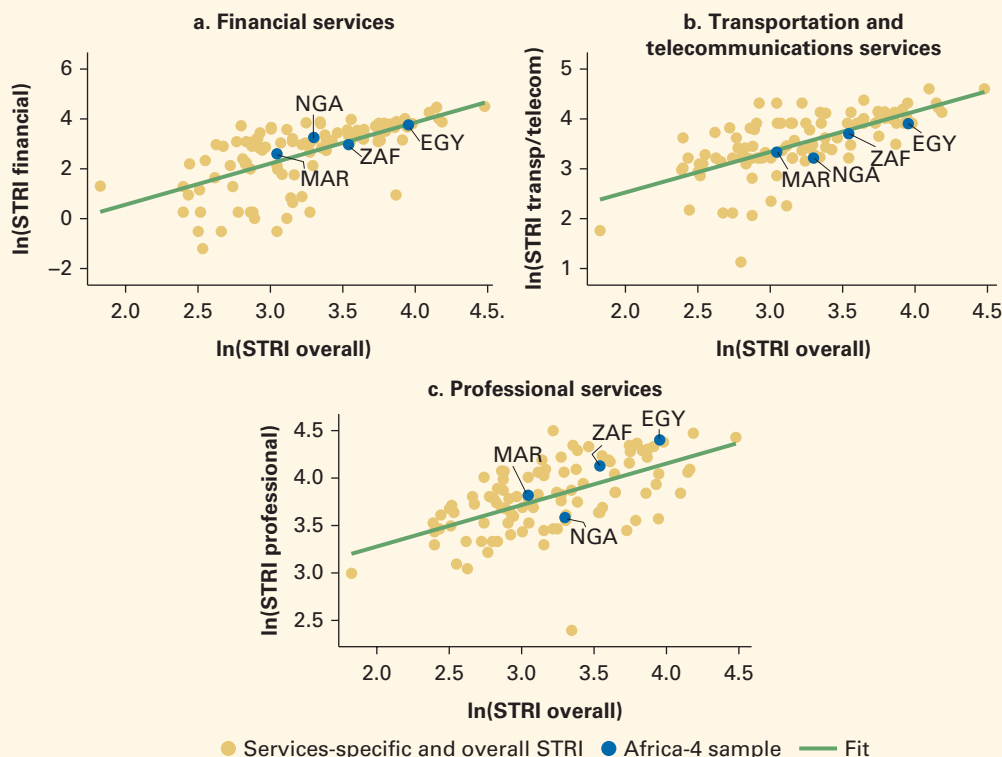 a. Financial services
ln(STRI financial)
6
4
2
0
–2
NGA
MAR
ZAF
EGY
2.0 2.5 3.0 3.5 4.0 4.5.
ln(STRI overall)
b. Transportation and
telecommunications services
ln(STRI transp/telecom)
5
4
3
2
1
MAR
NGA
ZAF
EGY
2.0 2.5 3.0 3.5 4.0 4.5
ln(STRI overall)
c. Professional services
ln(STRI professional)
4.5
4.0
3.5
3.0
2.5
MAR
ZAF
EGY
NGA
2.0 2.5 3.0 3.5 4.0 4.5
ln(STRI overall)
Services-specific and overall STRI Africa-4 sample Fit